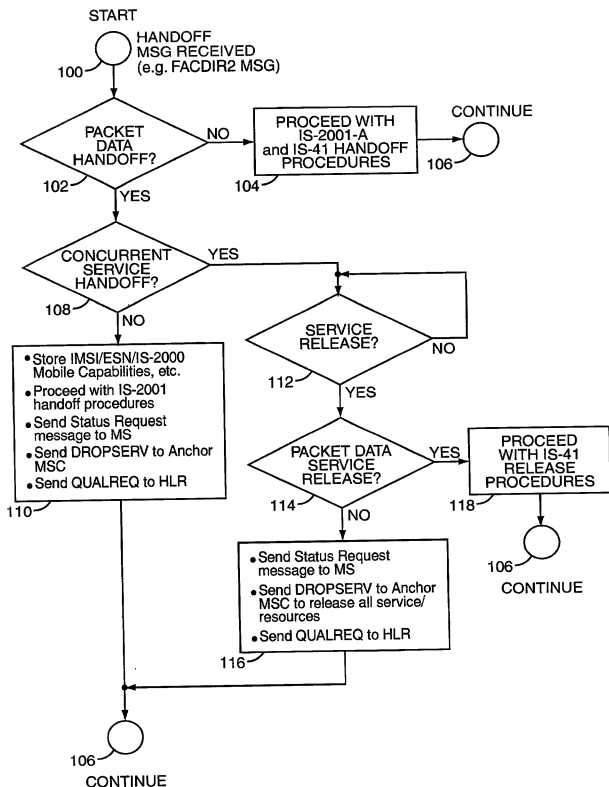 START
HANDOFF
MSG RECEIVED
(e.g. FACDIR2 MSG)
100
PACKET
DATA
HANDOFF?
102
NO
YES
PROCEED WITH
IS-2001-A
and IS-41 HANDOFF
PROCEDURES
104
CONTINUE
106
CONCURRENT
SERVICE
HANDOFF?
108
YES
NO
SERVICE
RELEASE?
112
NO
YES
• Store IMSI/ESN/IS-2000
Mobile Capabilities, etc.
• Proceed with IS-2001
handoff procedures
• Send Status Request
message to MS
• Send DROPSERV to Anchor
MSC
• Send QUALREQ to HLR
110
PACKET DATA
SERVICE
RELEASE?
114
YES
NO
PROCEED
WITH IS-41
RELEASE
PROCEDURES
118
106
CONTINUE
• Send Status Request
message to MS
• Send DROPSERV to Anchor
MSC to release all service/
resources
• Send QUALREQ to HLR
116
106
CONTINUE